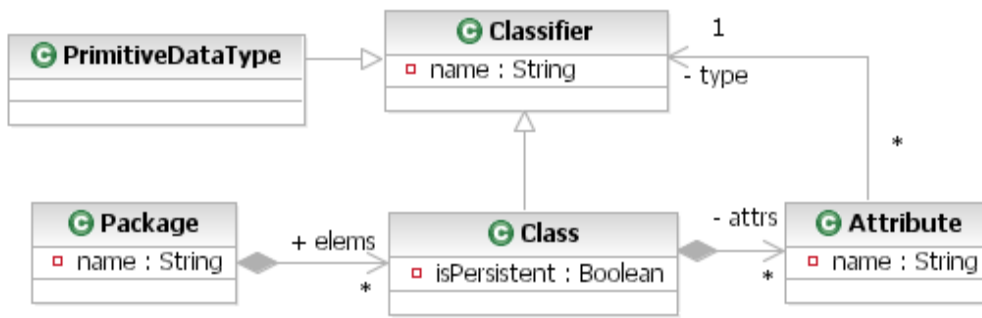 C Classifier
name : String
C PrimitiveDataType
1
- type
*
C Package
name : String
+ elems
*
C Class
isPersistent : Boolean
- attrs
*
C Attribute
name : String